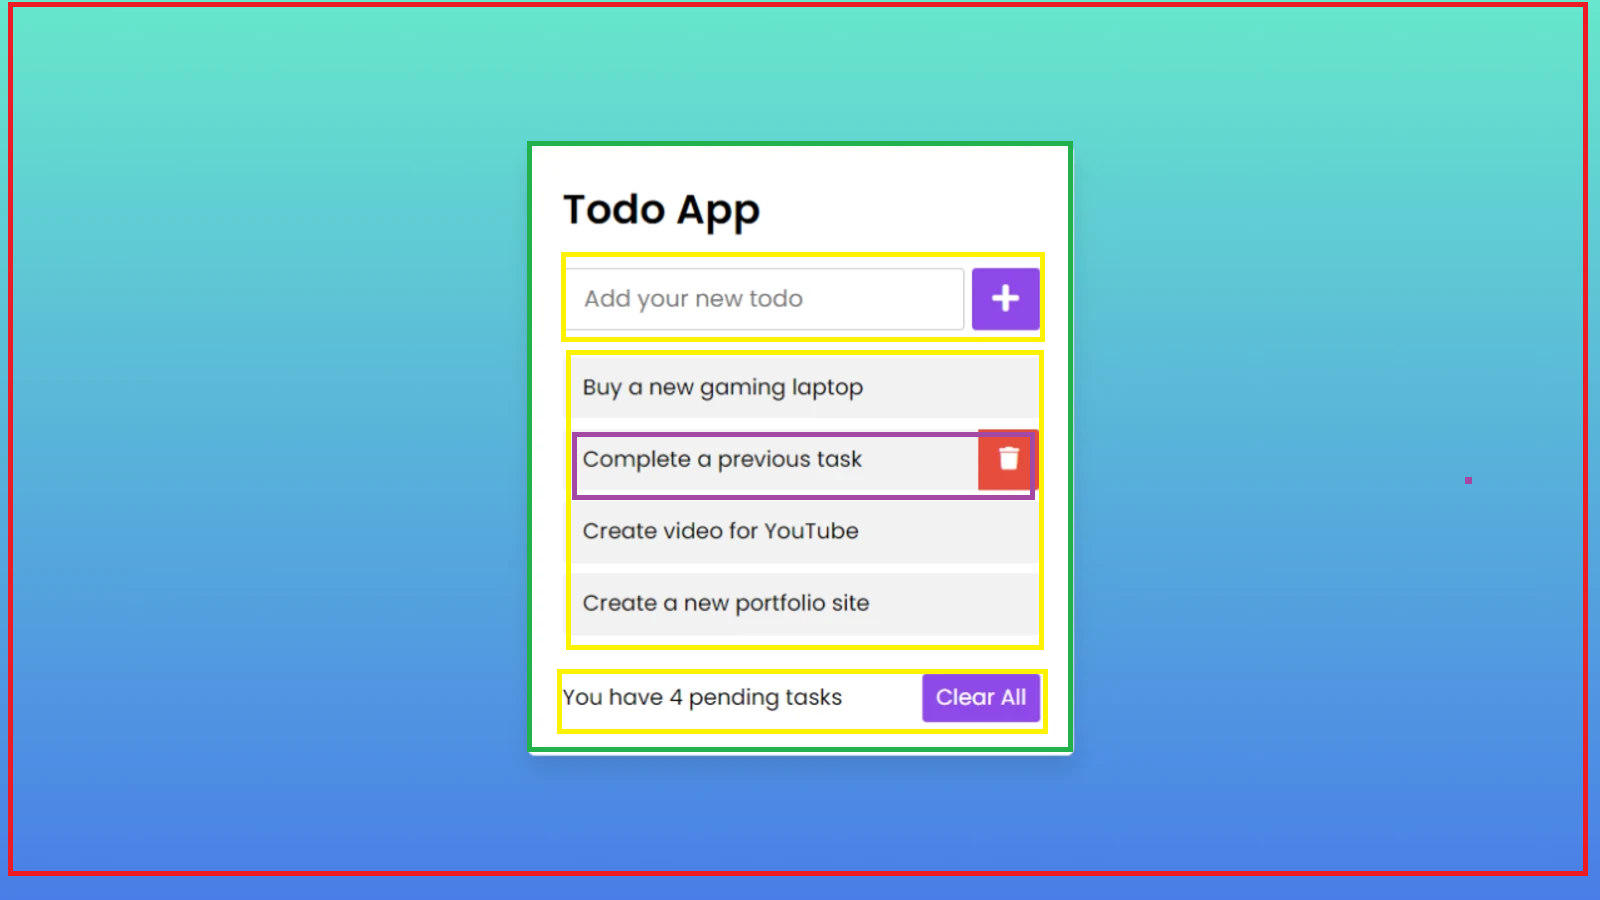 Todo App
Add your new todo
Buy a new gaming laptop
Complete a previous task
Create video for YouTube
Create a new portfolio site
You have 4 pending tasks Clear All